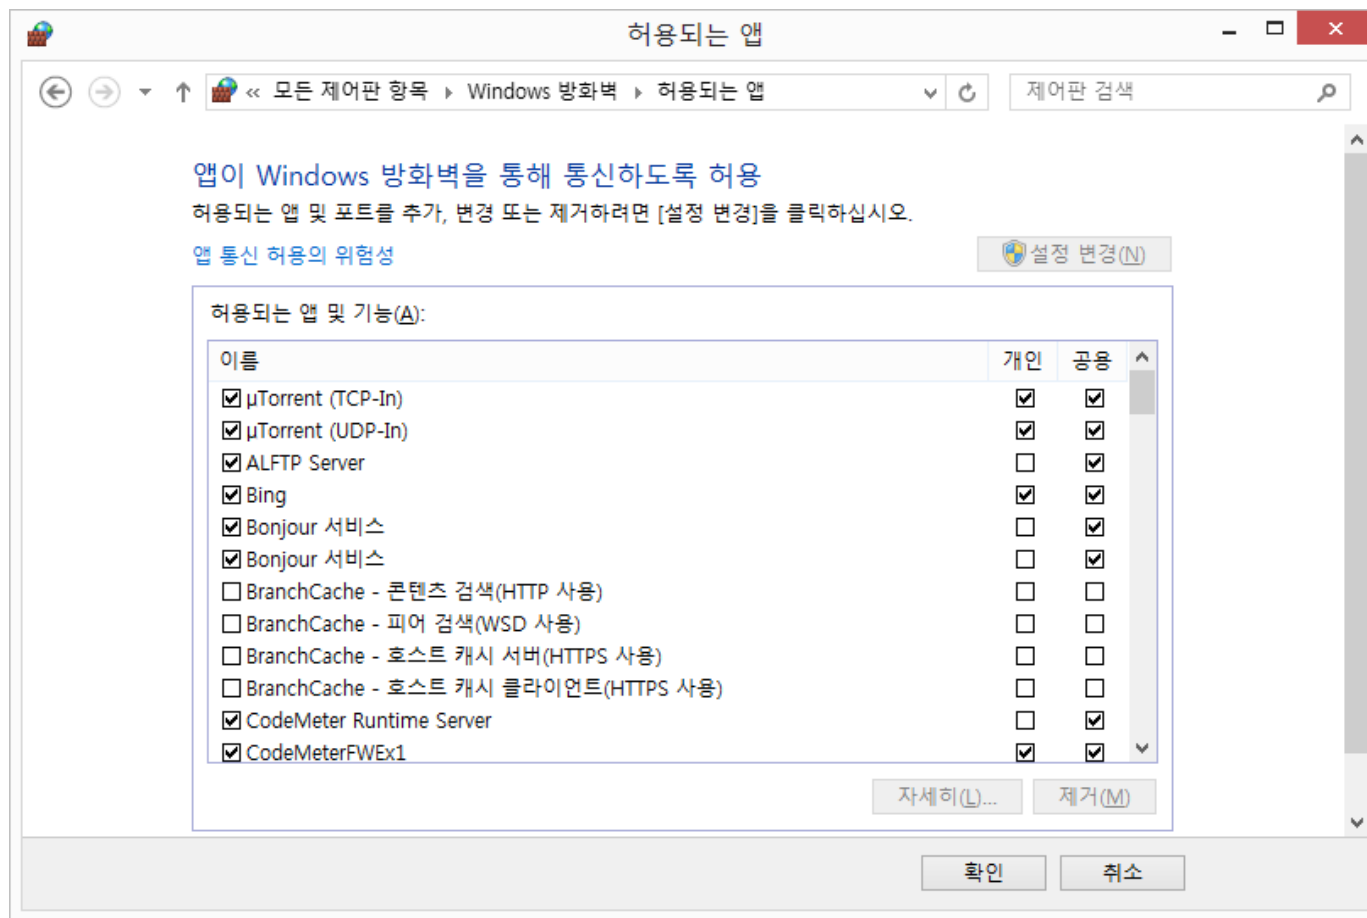 허용되는 앱
« 모든 제어판 항목 ▸ Windows 방화벽 ▸ 허용되는 앱
제어판 검색
앱이 Windows 방화벽을 통해 통신하도록 허용
허용되는 앱 및 포트를 추가, 변경 또는 제거하려면 [설정 변경]을 클릭하십시오.
앱 통신 허용의 위험성
설정 변경(N)
허용되는 앱 및 기능(A):
이름 개인 공용
µTorrent (TCP-In)
µTorrent (UDP-In)
ALFTP Server
Bing
Bonjour 서비스
Bonjour 서비스
BranchCache - 콘텐츠 검색(HTTP 사용)
BranchCache - 피어 검색(WSD 사용)
BranchCache - 호스트 캐시 서버(HTTPS 사용)
BranchCache - 호스트 캐시 클라이언트(HTTPS 사용)
CodeMeter Runtime Server
CodeMeterFWEx1
자세히(L)... 제거(M)
확인 취소